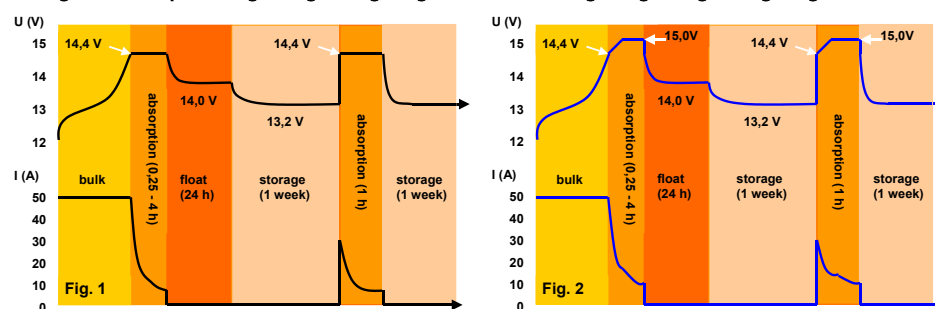 U (V)
15
14
13
12
I (A)
50
40
30
20
10
0
14,4 V
14,0 V
13,2 V
14,4 V
bulk
absorption (0,25 - 4 h)
float
(24 h)
storage
(1 week)
absorption (1 h)
storage
(1 week)
Fig. 1
U (V)
15
14
13
12
I (A)
50
40
30
20
10
0
14,4 V
15,0V
14,0 V
13,2 V
14,4 V
15,0V
bulk
absorption (0,25 - 4 h)
float
(24 h)
storage
(1 week)
absorption (1 h)
storage
(1 week)
Fig. 2